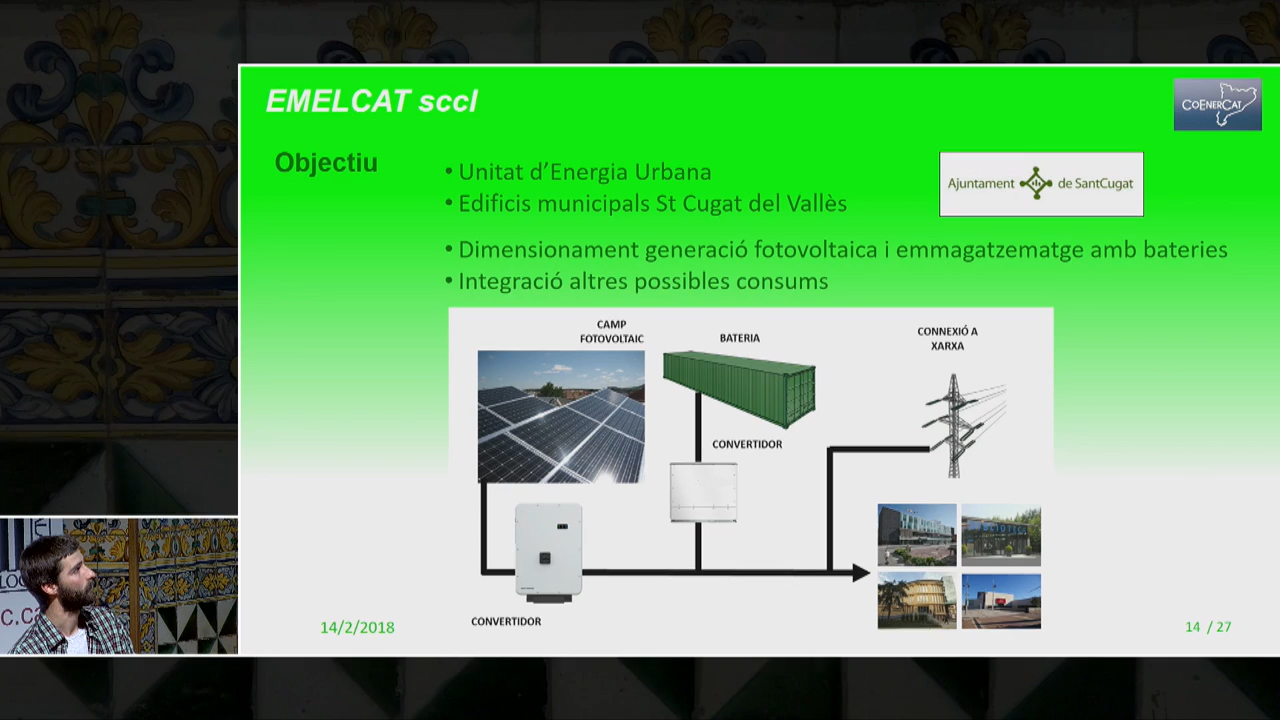 EMELCAT sccl
COENERCAT
Objectiu
• Unitat d'Energia Urbana
• Edificis municipals St Cugat del Vallès
Ajuntament de SantCugat
• Dimensionament generació fotovoltaica i emmagatzematge amb bateries
• Integració altres possibles consums
CAMP
FOTOVOLTAIC
BATERIA
CONNEXIÓ A
XARXA
CONVERTIDOR
CONVERTIDOR
14/2/2018
14 / 27